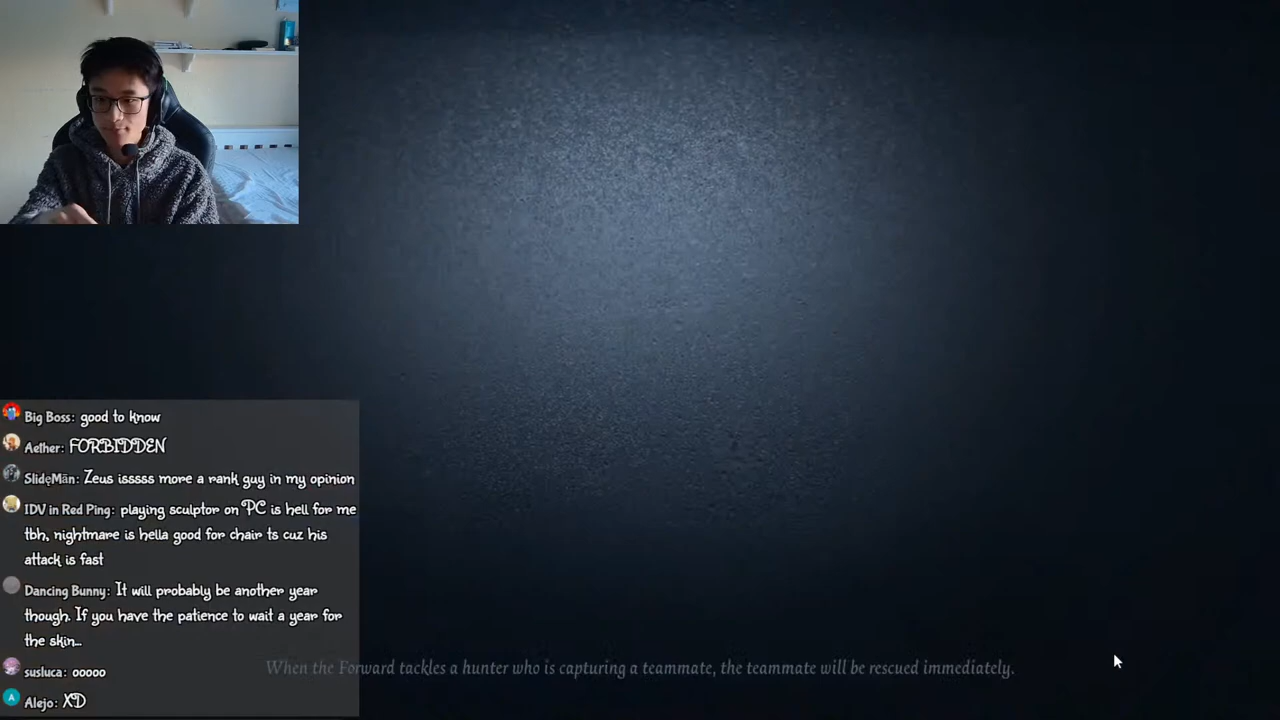 Big Boss: good to know
Aether: FORBIDDEN
SlidęMān: Zeus isssss more a rank guy in my opinion
IDV in Red Ping: playing sculptor on PC is hell for me
tbh, nightmare is hella good for chair ts cuz his
attack is fast
Dancing Bunny: It will probably be another year
though. If you have the patience to wait a year for
the skin...
susluca: ooooo
When the Forward tackles a hunter who is capturing a teammate, the teammate will be rescued immediately.
A Alejo: XD